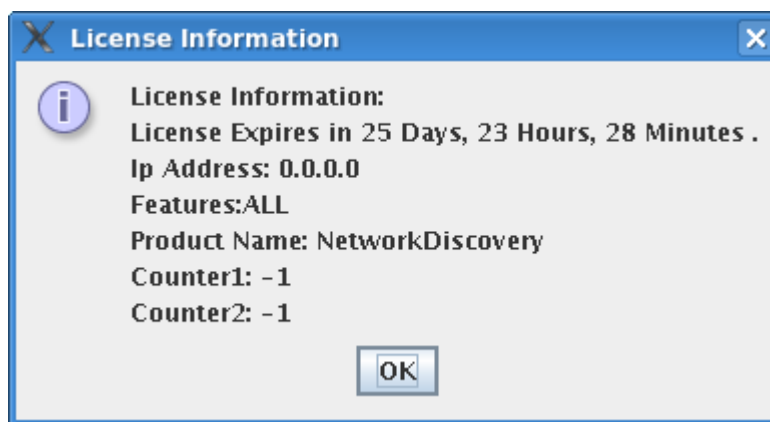 License Information
License Information:
License Expires in 25 Days, 23 Hours, 28 Minutes .
Ip Address: 0.0.0.0
Features:ALL
Product Name: NetworkDiscovery
Counter1: -1
Counter2: -1
OK